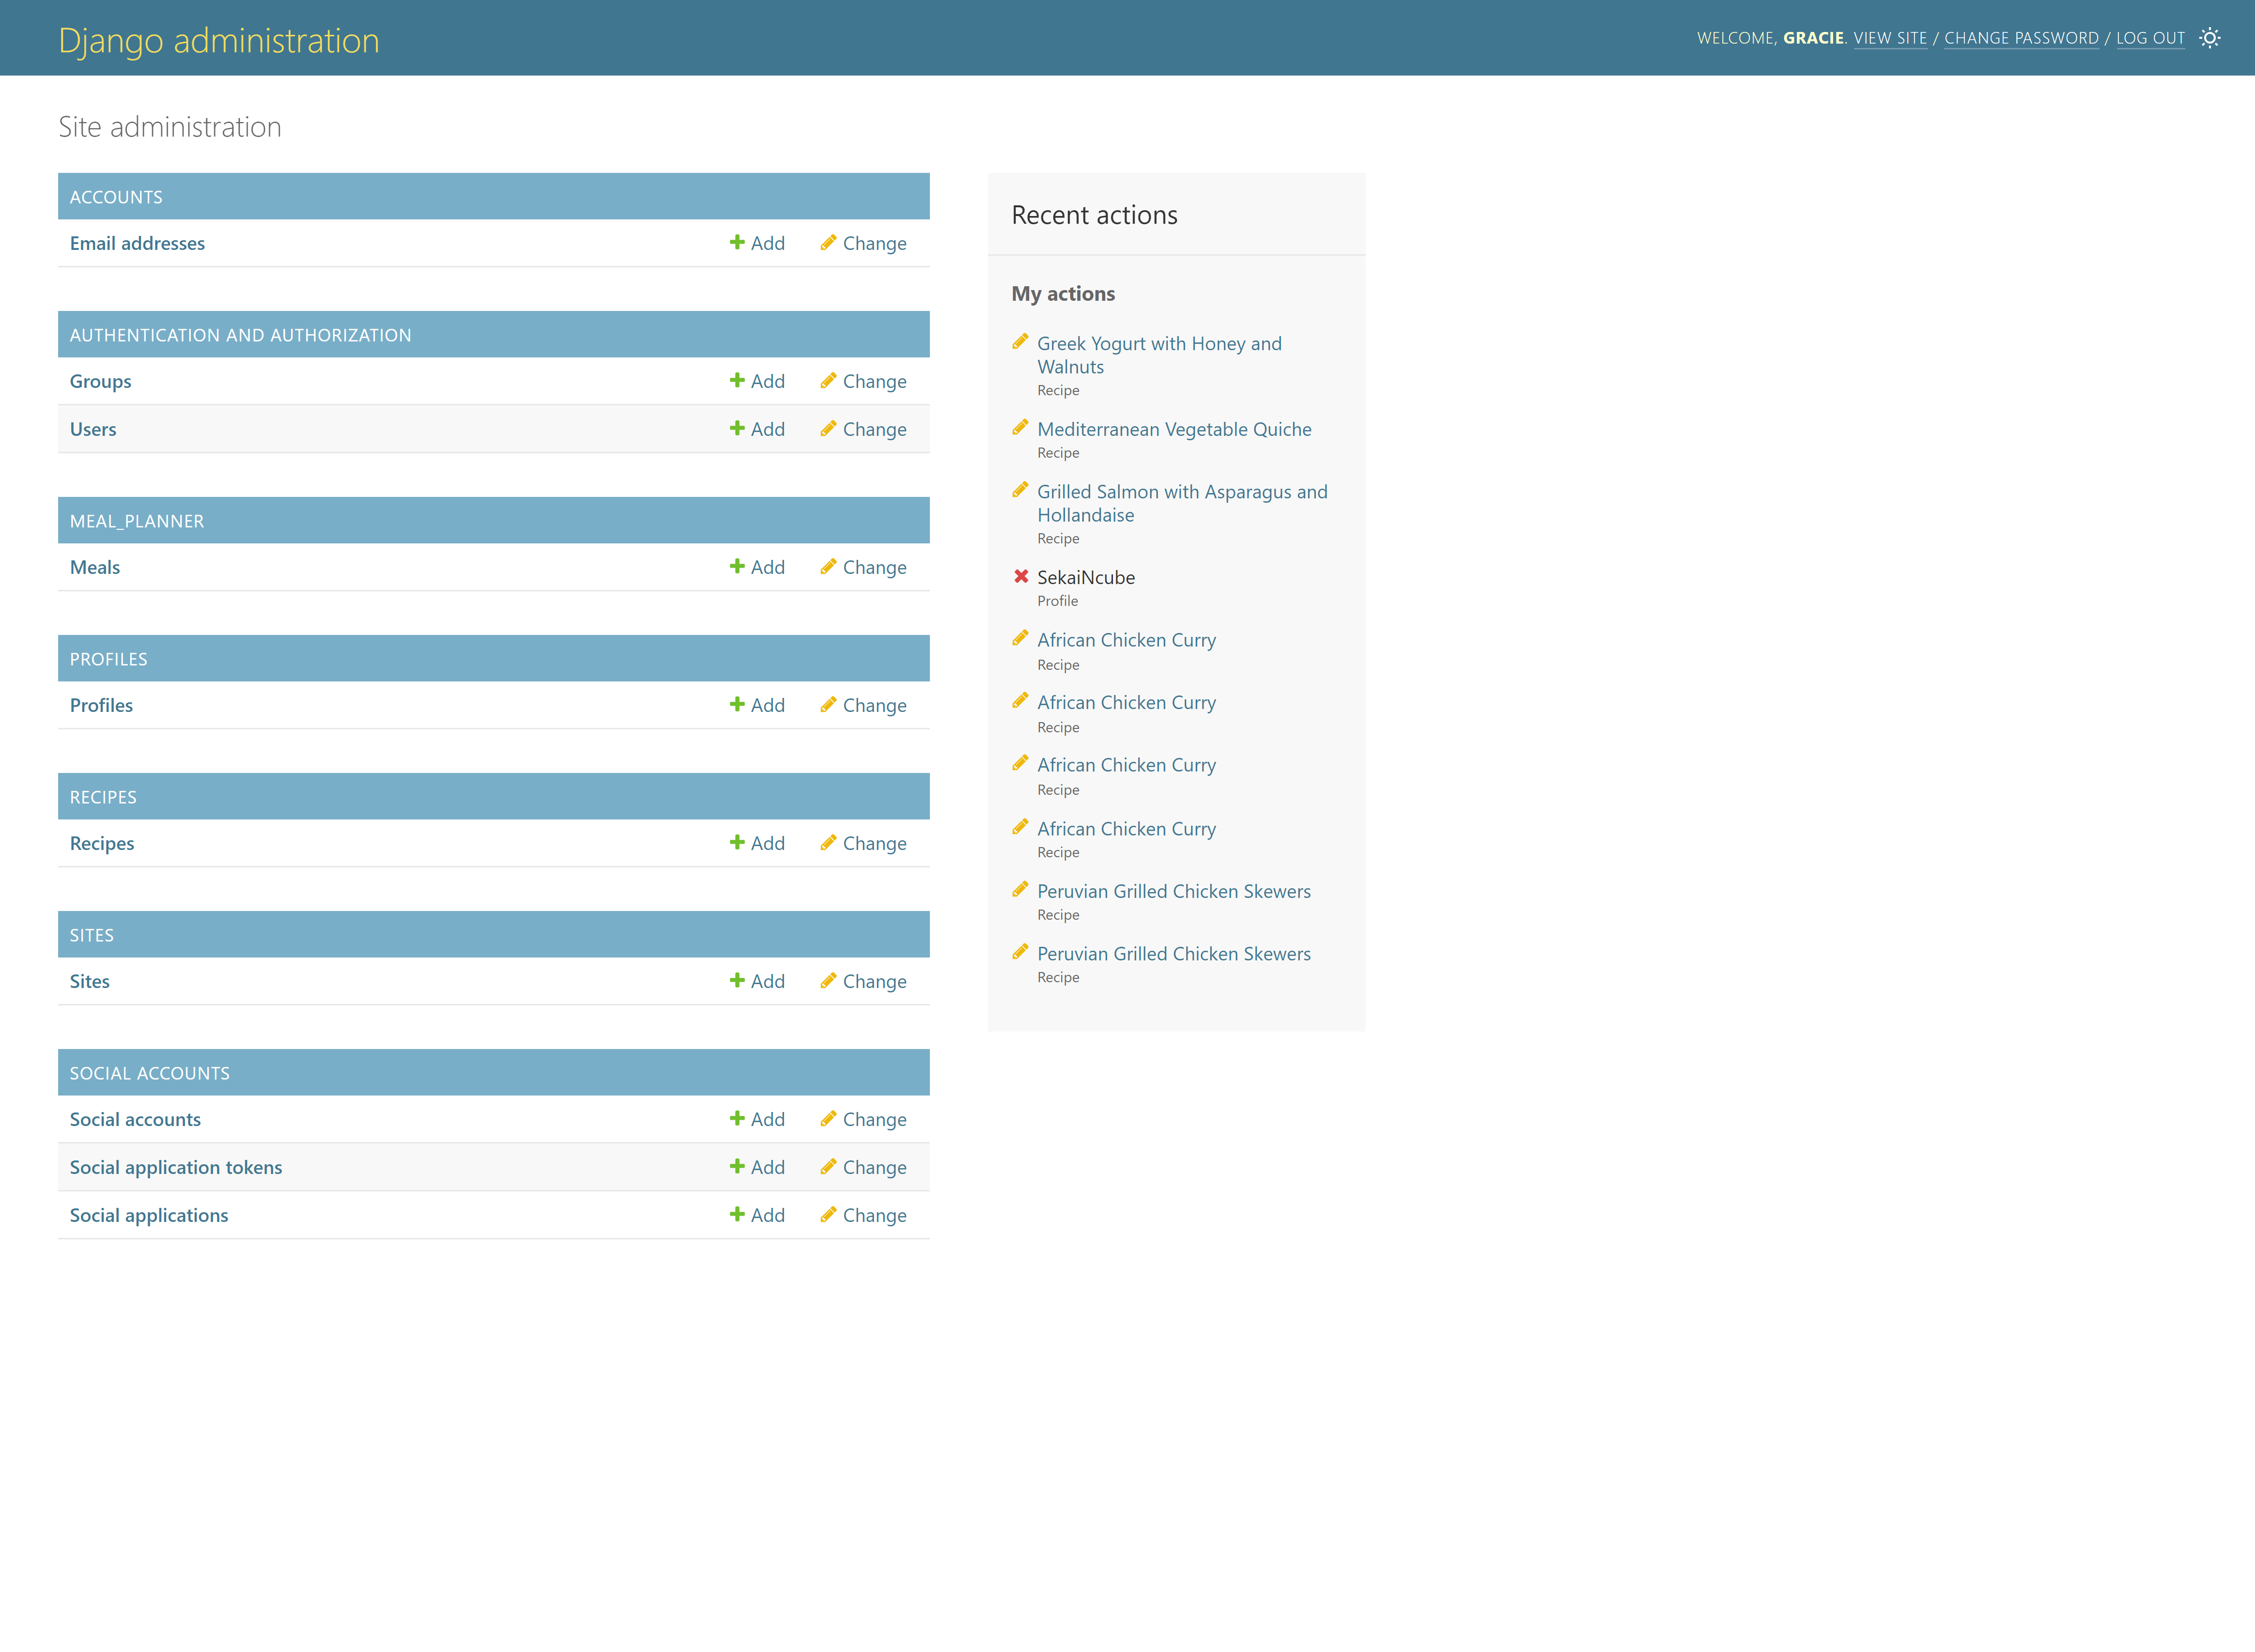 Django administration
WELCOME, GRACIE. VIEW SITE / CHANGE PASSWORD / LOG OUT
Site administration
ACCOUNTS
Email addresses Add Change
AUTHENTICATION AND AUTHORIZATION
Groups Add Change
Users Add Change
MEAL_PLANNER
Meals Add Change
PROFILES
Profiles Add Change
RECIPES
Recipes Add Change
SITES
Sites Add Change
SOCIAL ACCOUNTS
Social accounts Add Change
Social application tokens Add Change
Social applications Add Change
Recent actions
My actions
Greek Yogurt with Honey and
Walnuts
Recipe
Mediterranean Vegetable Quiche
Recipe
Grilled Salmon with Asparagus and
Hollandaise
Recipe
SekaiNcube
Profile
African Chicken Curry
Recipe
African Chicken Curry
Recipe
African Chicken Curry
Recipe
African Chicken Curry
Recipe
Peruvian Grilled Chicken Skewers
Recipe
Peruvian Grilled Chicken Skewers
Recipe